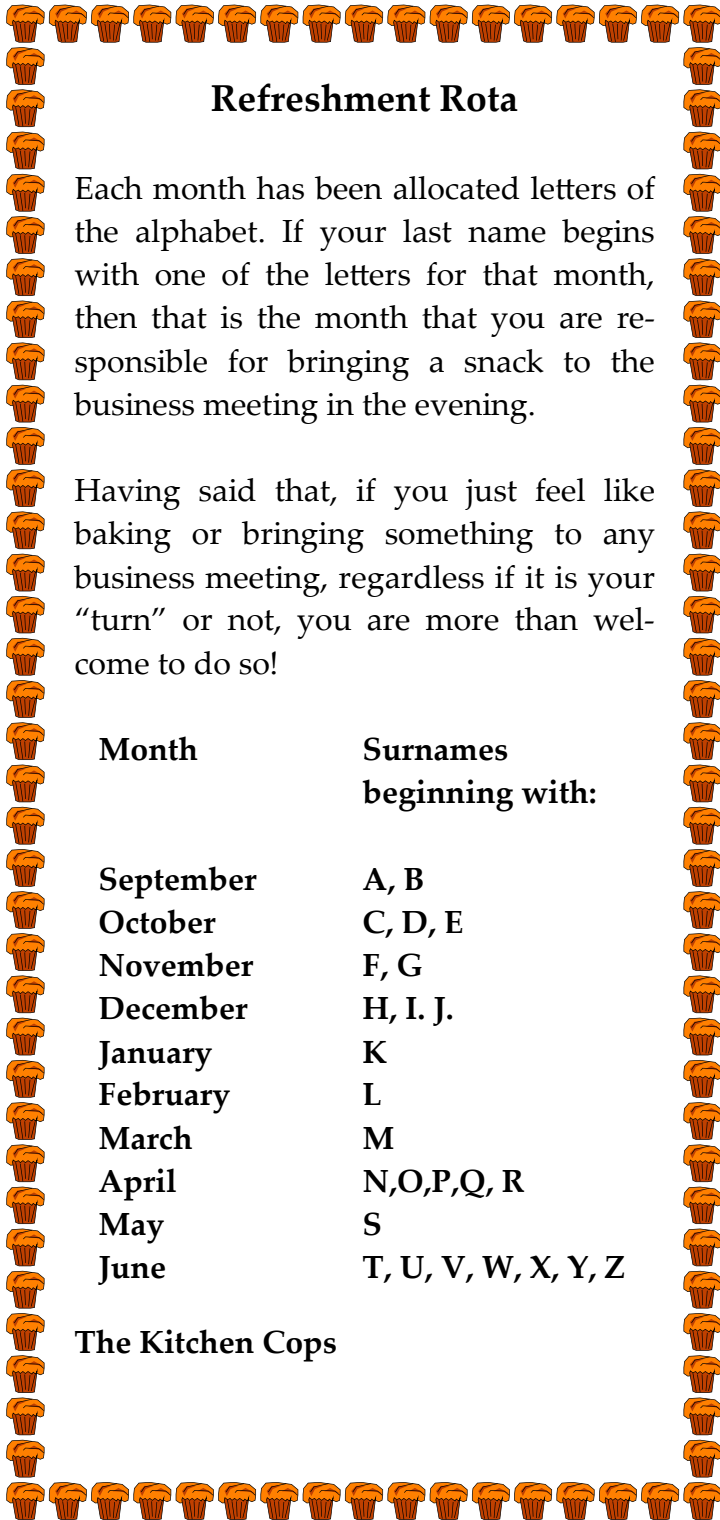 Refreshment Rota
Each month has been allocated letters of
the alphabet. If your last name begins
with one of the letters for that month,
then that is the month that you are re-
sponsible for bringing a snack to the
business meeting in the evening.
Having said that, if you just feel like
baking or bringing something to any
business meeting, regardless if it is your
“turn” or not, you are more than wel-
come to do so!
Month Surnames
beginning with:
September A, B
October C, D, E
November F, G
December H, I. J.
January K
February L
March M
April N,O,P,Q, R
May S
June T, U, V, W, X, Y, Z
The Kitchen Cops